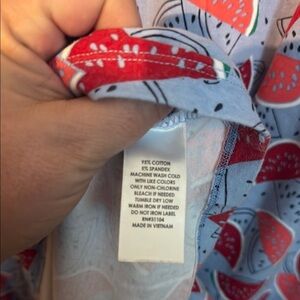 95% COTTON
5% SPANDEX
MACHINE WASH COLD
WITH LIKE COLORS
ONLY NON-CHLORINE
BLEACH IF NEEDED
TUMBLE DRY LOW
WARM IRON IF NEEDED
DO NOT IRON LABEL
RN#51104
MADE IN VIETNAM